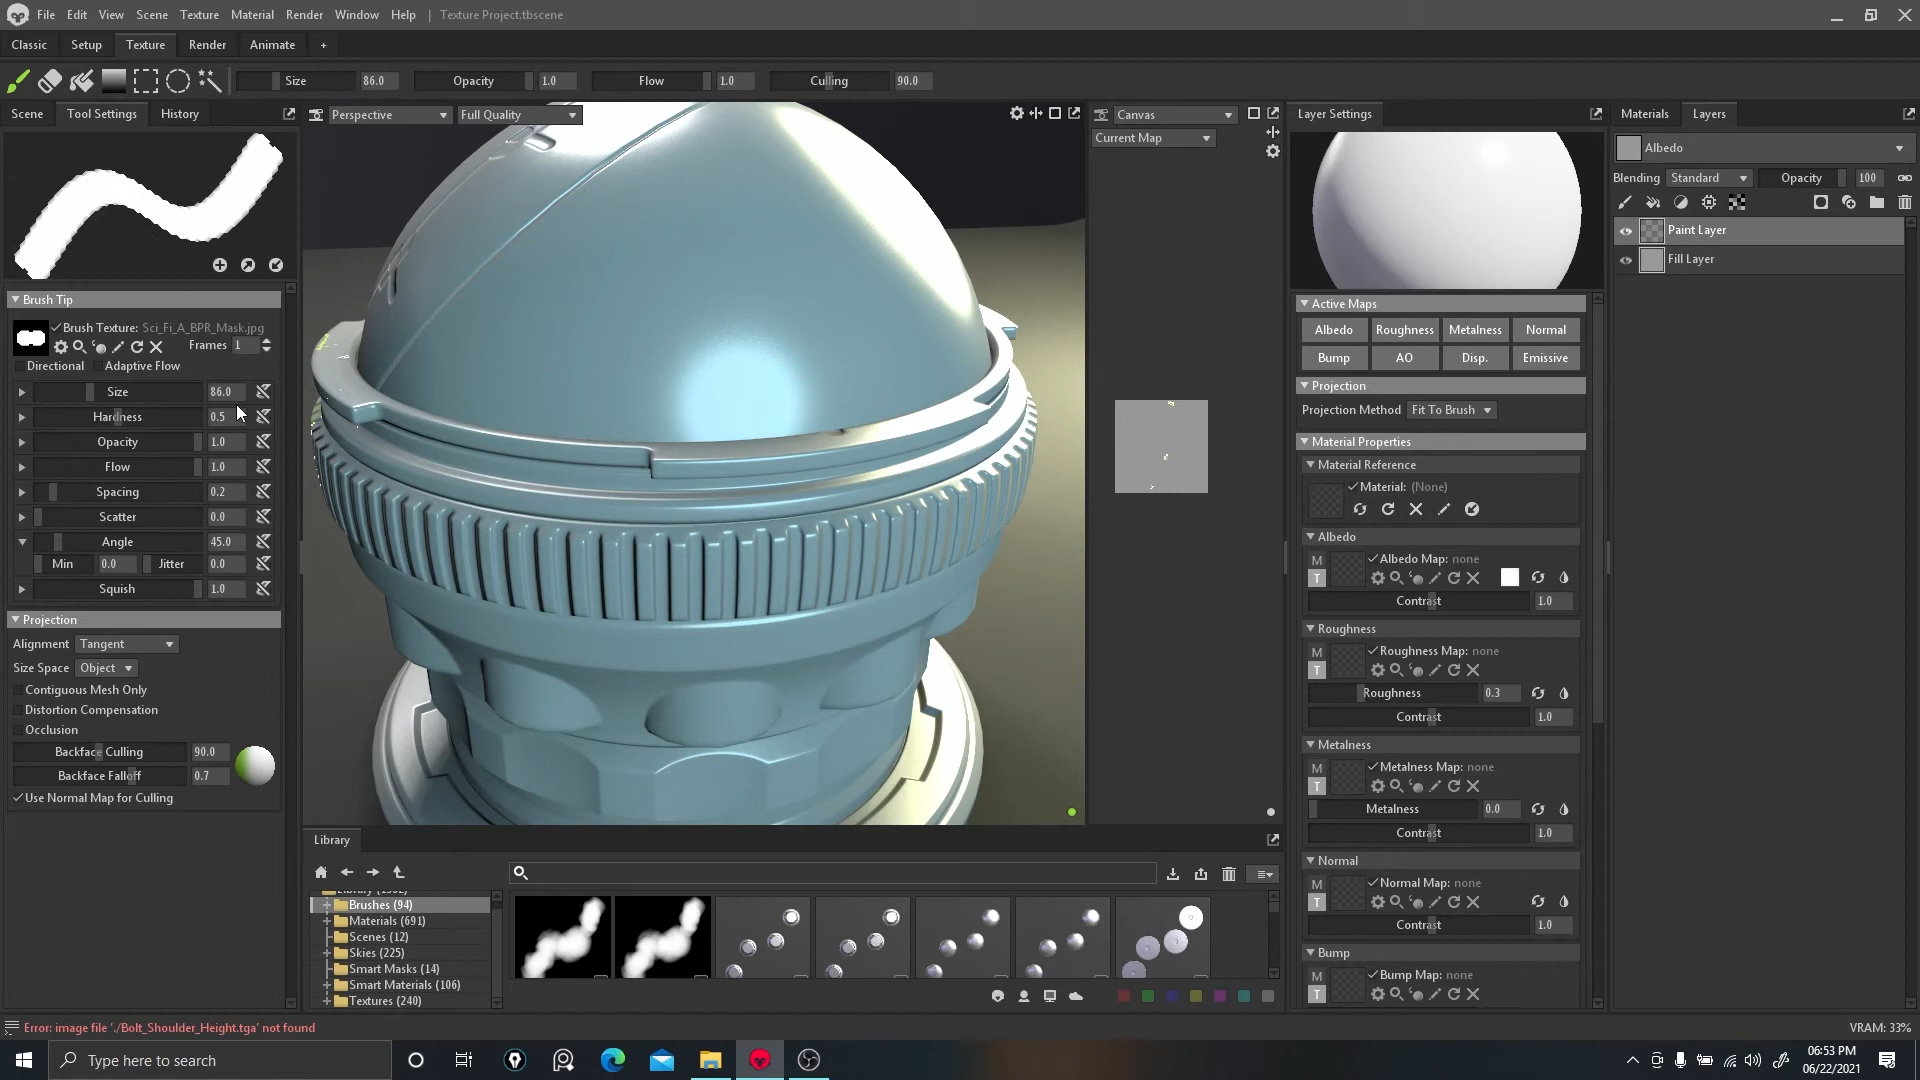 File Edit View Scene Texture Material Render Window Help | Texture Project.tbscene
Classic Setup Texture Render Animate +
Size 86.0 Opacity 1.0 Flow 1.0 Culling 90.0
Scene Tool Settings History
Perspective Full Quality
Canvas
Current Map
Layer Settings
Materials Layers
Albedo
Blending Standard Opacity 100
Paint Layer
Fill Layer
Brush Tip
Brush Texture: Sci_Fi_A_BPR_Mask.jpg
Frames 1
Directional Adaptive Flow
Size 86.0
Hardness 0.5
Opacity 1.0
Flow 1.0
Spacing 0.2
Scatter 0.0
Angle 45.0
Min 0.0 Jitter 0.0
Squish 1.0
Projection
Alignment Tangent
Size Space Object
Contiguous Mesh Only
Distortion Compensation
Occlusion
Backface Culling 90.0
Backface Falloff 0.7
Use Normal Map for Culling
Active Maps
Albedo Roughness Metalness Normal
Bump AO Disp. Emissive
Projection
Projection Method Fit To Brush
Material Properties
Material Reference
Material: (None)
Albedo
M
T
Albedo Map: none
Contrast 1.0
Roughness
M
T
Roughness Map: none
Roughness 0.3
Contrast 1.0
Metalness
M
T
Metalness Map: none
Metalness 0.0
Contrast 1.0
Normal
M
T
Normal Map: none
Contrast 1.0
Bump
M
T
Bump Map: none
Library
Brushes (94)
Materials (691)
Scenes (12)
Skies (225)
Smart Masks (14)
Smart Materials (106)
Textures (240)
Error: image file './Bolt_Shoulder_Height.tga' not found
VRAM: 33%
Type here to search
06:53 PM
06/22/2021